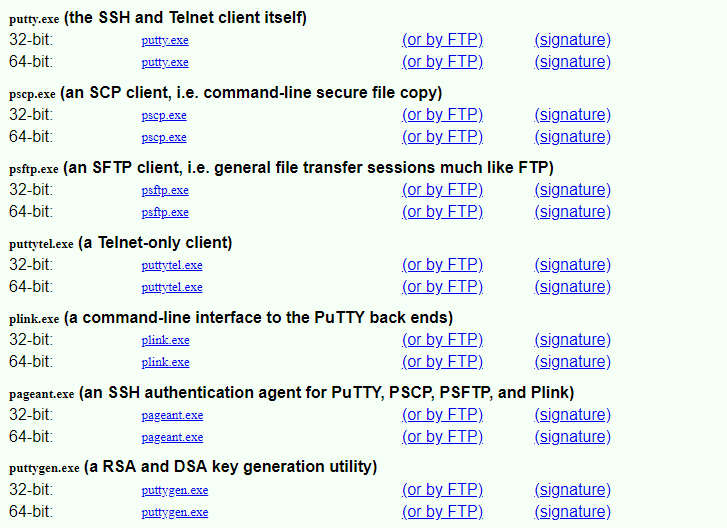 putty.exe (the SSH and Telnet client itself)
32-bit: putty.exe (or by FTP) (signature)
64-bit: putty.exe (or by FTP) (signature)
pscp.exe (an SCP client, i.e. command-line secure file copy)
32-bit: pscp.exe (or by FTP) (signature)
64-bit: pscp.exe (or by FTP) (signature)
psftp.exe (an SFTP client, i.e. general file transfer sessions much like FTP)
32-bit: psftp.exe (or by FTP) (signature)
64-bit: psftp.exe (or by FTP) (signature)
puttytel.exe (a Telnet-only client)
32-bit: puttytel.exe (or by FTP) (signature)
64-bit: puttytel.exe (or by FTP) (signature)
plink.exe (a command-line interface to the PuTTY back ends)
32-bit: plink.exe (or by FTP) (signature)
64-bit: plink.exe (or by FTP) (signature)
pageant.exe (an SSH authentication agent for PuTTY, PSCP, PSFTP, and Plink)
32-bit: pageant.exe (or by FTP) (signature)
64-bit: pageant.exe (or by FTP) (signature)
puttygen.exe (a RSA and DSA key generation utility)
32-bit: puttygen.exe (or by FTP) (signature)
64-bit: puttygen.exe (or by FTP) (signature)